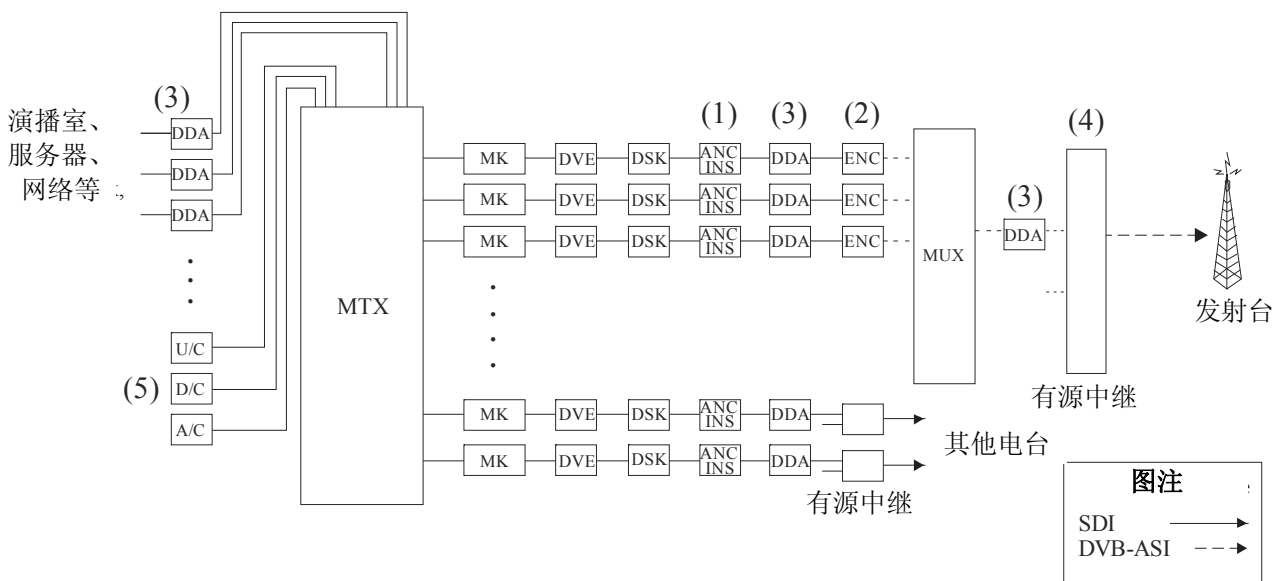 演播室、
服务器、
网络等
(3)
DDA
DDA
DDA
U/C
(5)
D/C
A/C
MTX
(1)
(3)
(2)
MK
DVE
DSK
ANC
INS
DDA
ENC
MK
DVE
DSK
ANC
INS
DDA
ENC
MK
DVE
DSK
ANC
INS
DDA
ENC
MK
DVE
DSK
ANC
INS
DDA
MK
DVE
DSK
ANC
INS
DDA
有源中继
其他电台
MUX
(3)
DDA
(4)
有源中继
发射台
图注
SDI
DVB-ASI